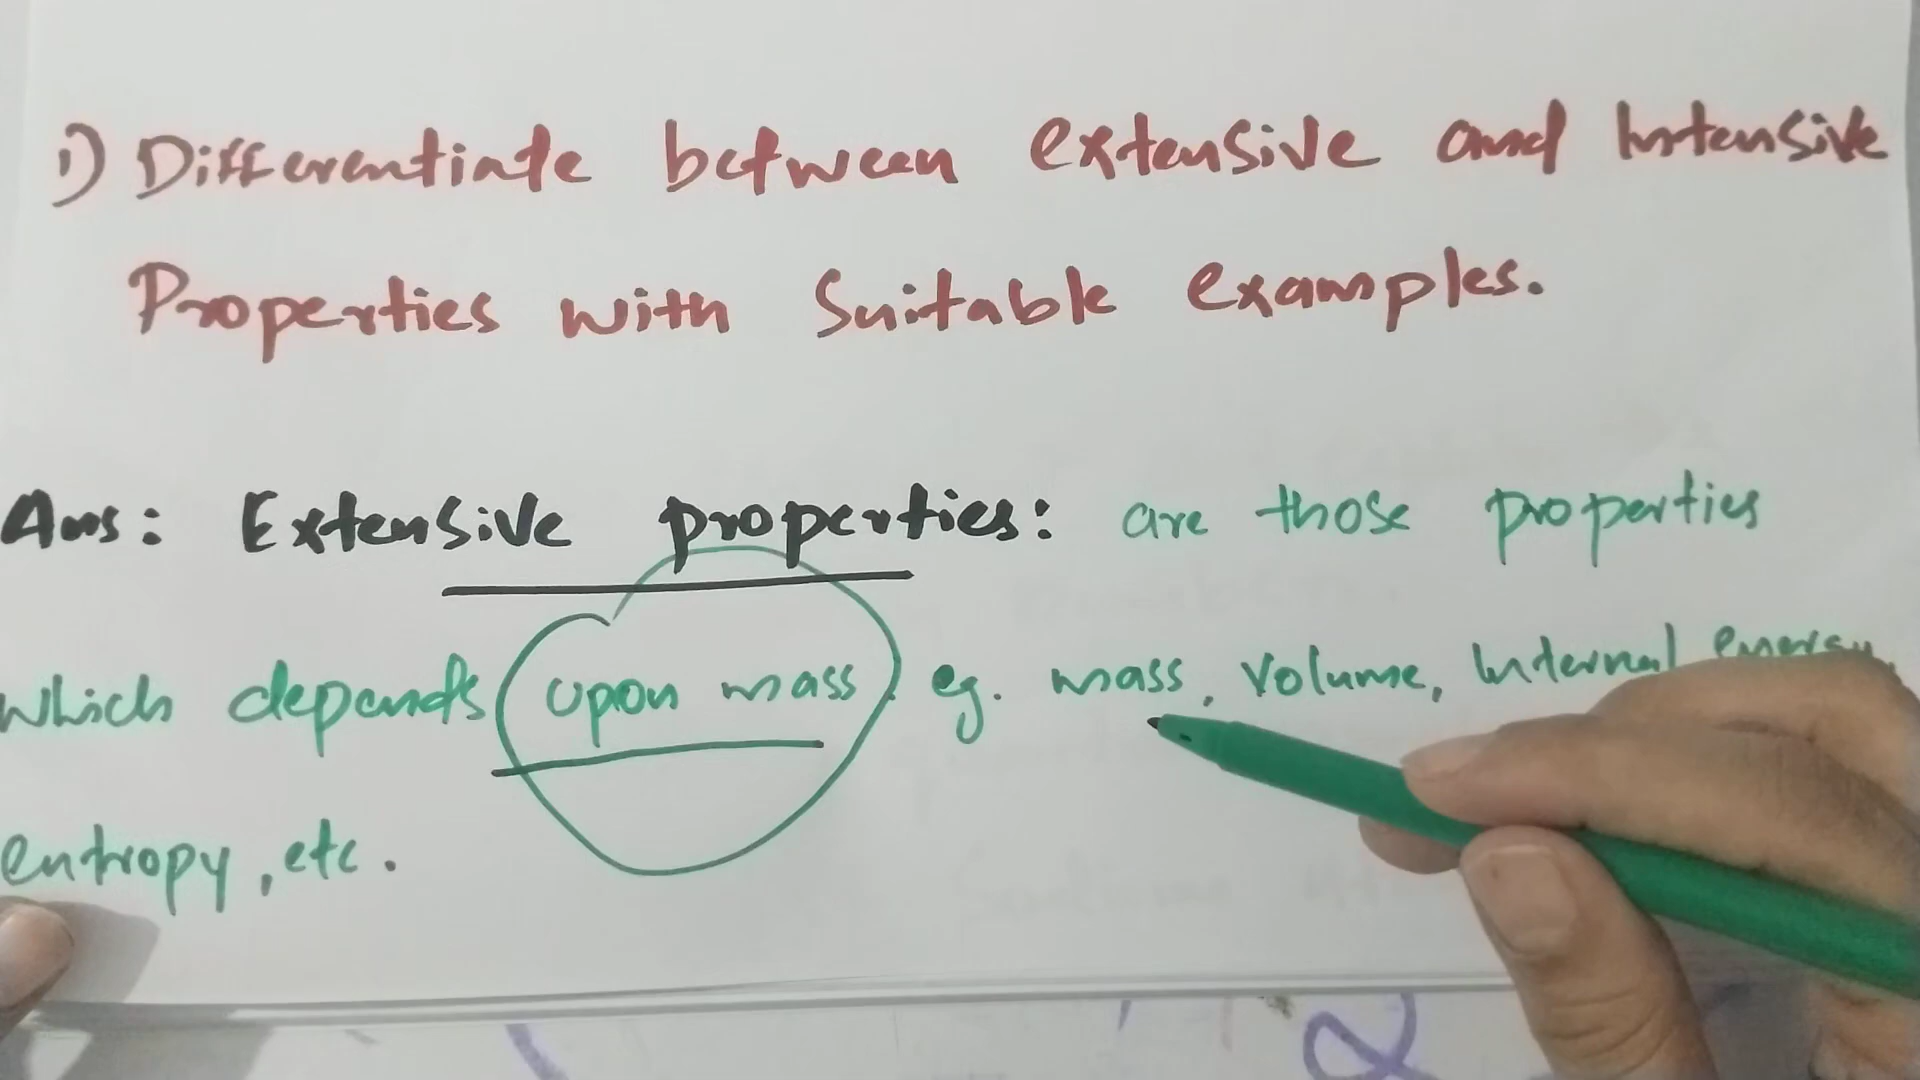 i) Differentiate between extensive and Intensive
Properties with Suitable examples.
Ans: Extensive properties: are those properties
which depends upon mass. eg. mass, Volume, Internal energy,
entropy, etc.